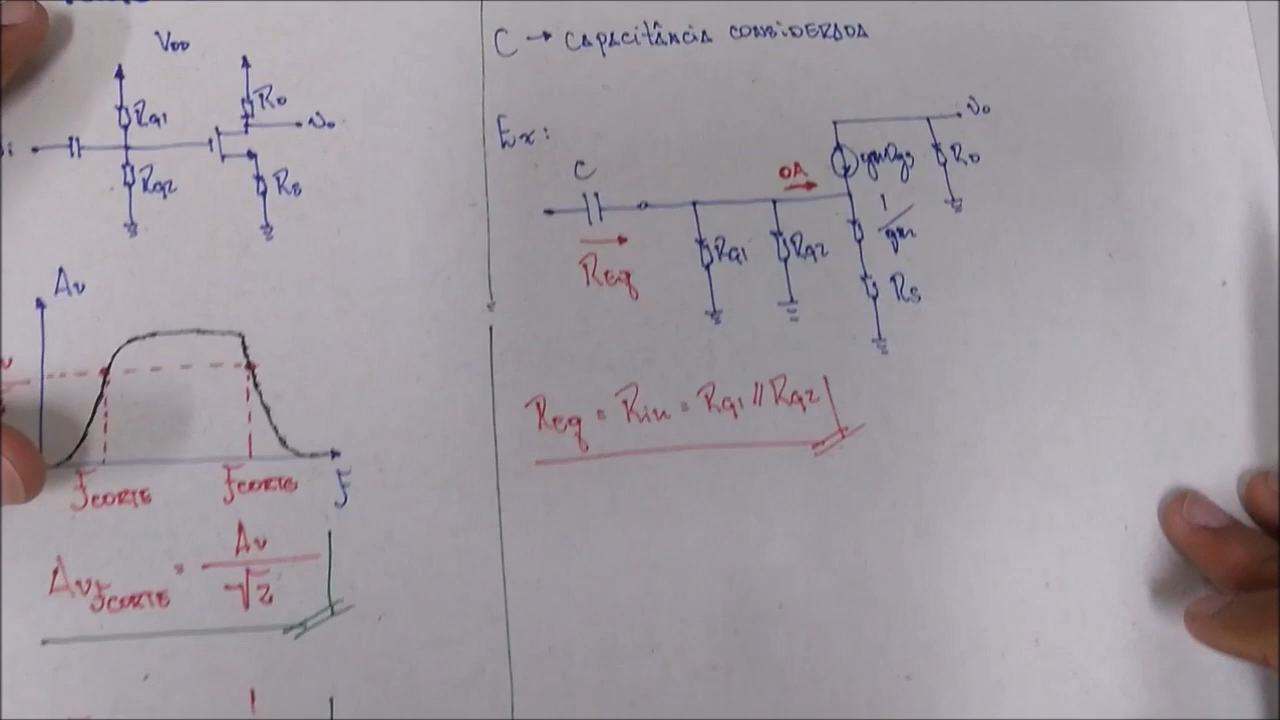 VDD
RG1
RD
vo
i
RG2
RS
Av
fCORTE
fCORTE
f
AvfCORTE = Av/√2
C → CAPACITÂNCIA CONSIDERADA
Ex:
C
0A
gmvgs
RD
vo
Req
RG1
RG2
1/gm
RS
Req = Rin = RG1 // RG2